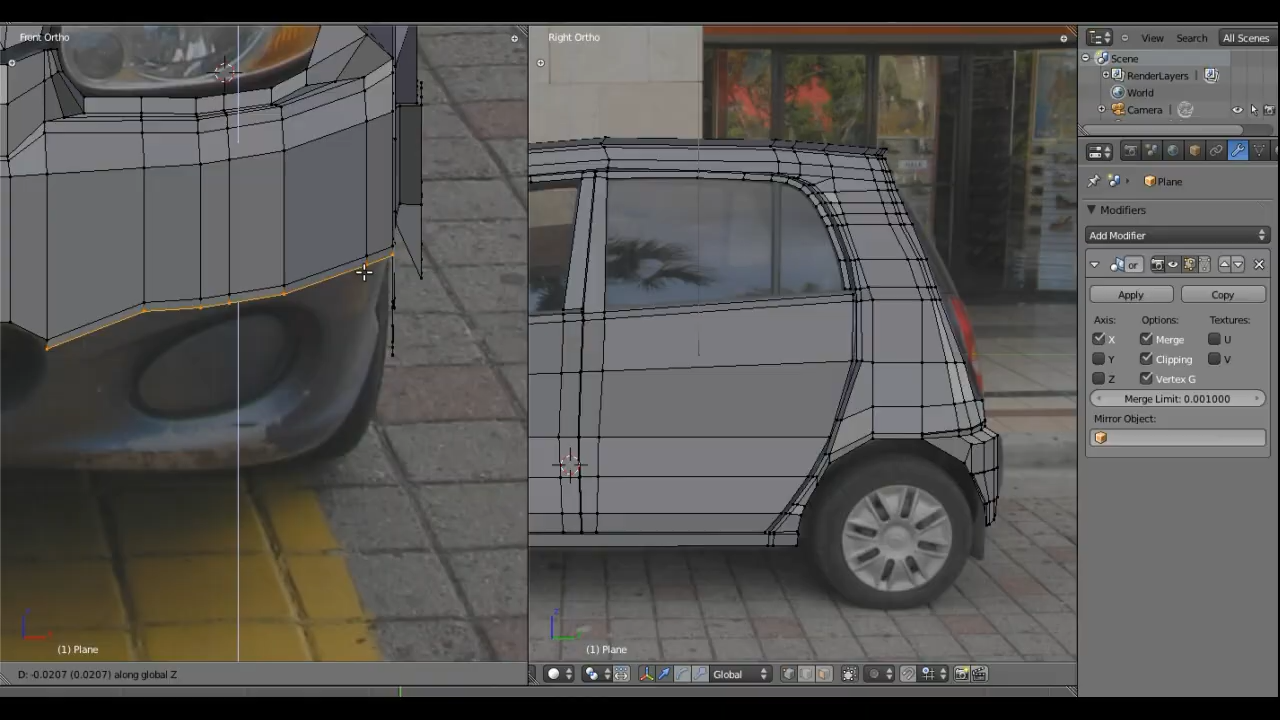 Front Ortho
Right Ortho
View Search All Scenes
Scene
RenderLayers
World
Camera
Plane
Modifiers
Add Modifier
or
Apply Copy
Axis: Options: Textures:
X Merge U
Y Clipping V
Z Vertex G
Merge Limit: 0.001000
Mirror Object:
(1) Plane
(1) Plane
D: -0.0207 (0.0207) along global Z
Global